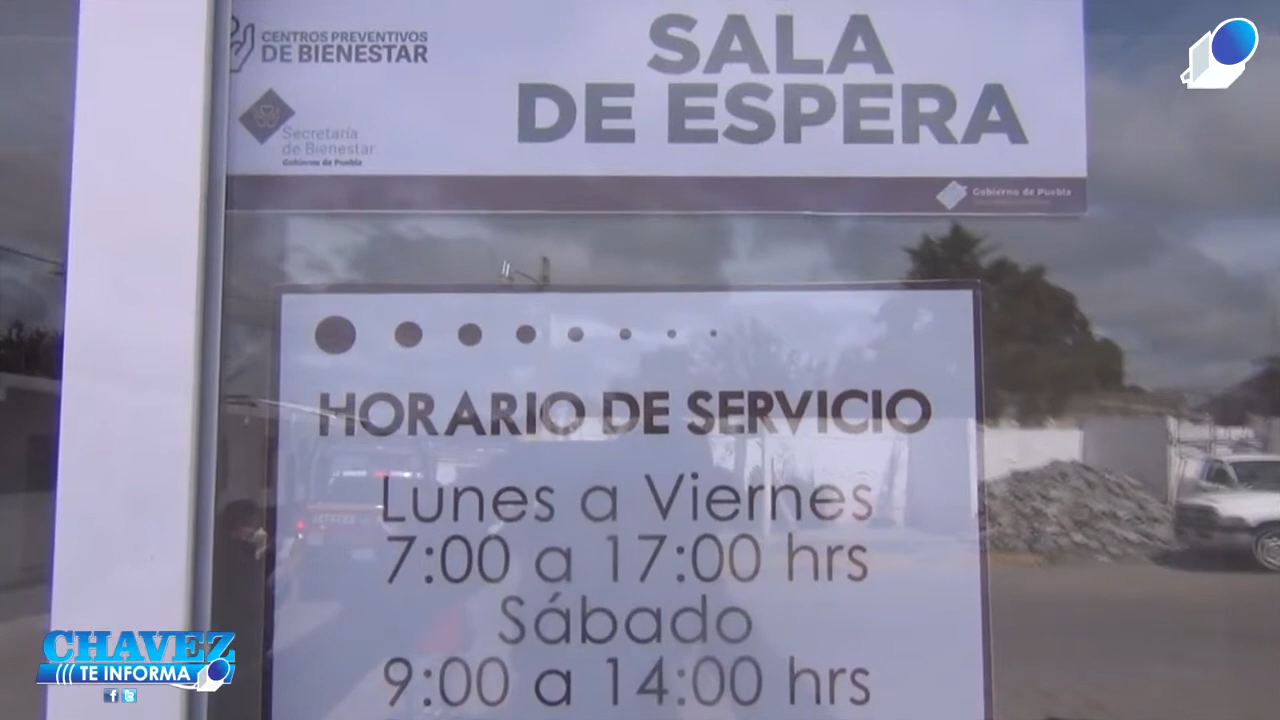 CENTROS PREVENTIVOS
DE BIENESTAR
Secretaría
de Bienestar
Gobierno de Puebla
SALA
DE ESPERA
Gobierno de Puebla
HORARIO DE SERVICIO
Lunes a Viernes
7:00 a 17:00 hrs
Sábado
9:00 a 14:00 hrs
CHAVEZ
TE INFORMA